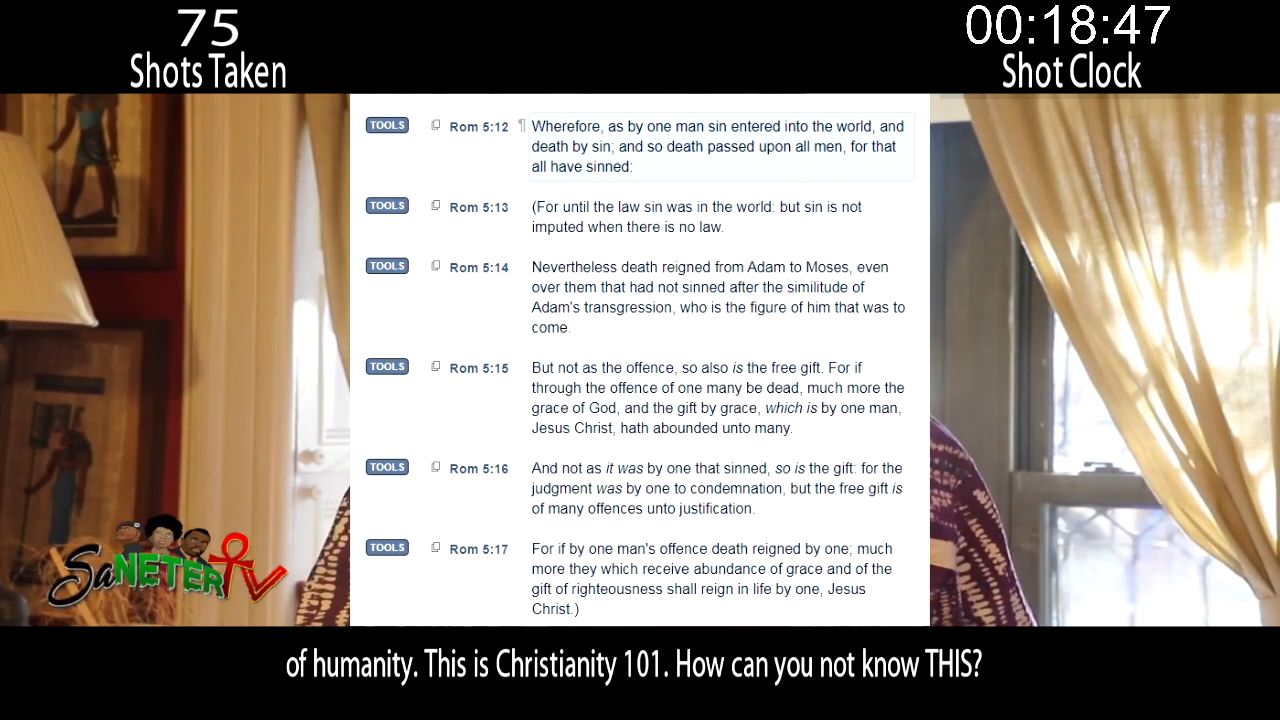 75
Shots Taken
00:18:47
Shot Clock
TOOLS Rom 5:12 ¶ Wherefore, as by one man sin entered into the world, and
death by sin; and so death passed upon all men, for that
all have sinned:
TOOLS Rom 5:13 (For until the law sin was in the world: but sin is not
imputed when there is no law.
TOOLS Rom 5:14 Nevertheless death reigned from Adam to Moses, even
over them that had not sinned after the similitude of
Adam's transgression, who is the figure of him that was to
come.
TOOLS Rom 5:15 But not as the offence, so also is the free gift. For if
through the offence of one many be dead, much more the
grace of God, and the gift by grace, which is by one man,
Jesus Christ, hath abounded unto many.
TOOLS Rom 5:16 And not as it was by one that sinned, so is the gift: for the
judgment was by one to condemnation, but the free gift is
of many offences unto justification.
TOOLS Rom 5:17 For if by one man's offence death reigned by one; much
more they which receive abundance of grace and of the
gift of righteousness shall reign in life by one, Jesus
Christ.)
SaNETERTV
of humanity. This is Christianity 101. How can you not know THIS?